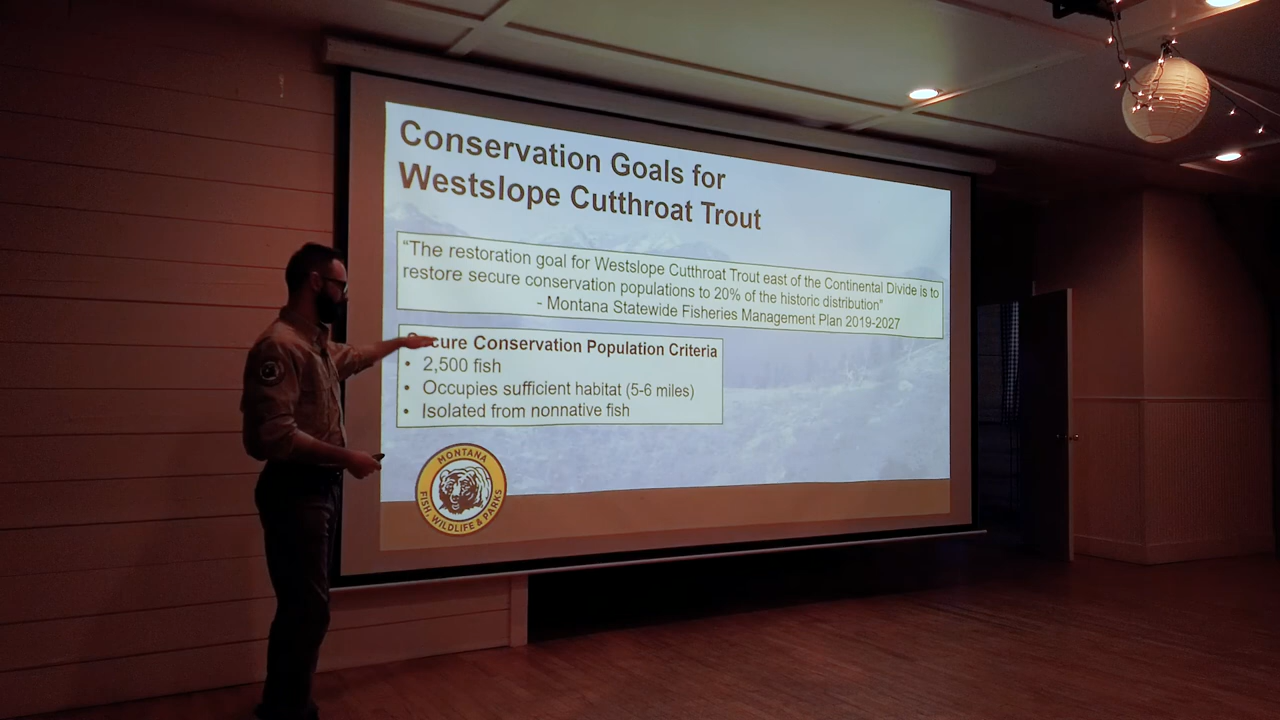 Conservation Goals for
Westslope Cutthroat Trout
“The restoration goal for Westslope Cutthroat Trout east of the Continental Divide is to
restore secure conservation populations to 20% of the historic distribution”
- Montana Statewide Fisheries Management Plan 2019-2027
Secure Conservation Population Criteria
• 2,500 fish
• Occupies sufficient habitat (5-6 miles)
• Isolated from nonnative fish
MONTANA
FISH, WILDLIFE & PARKS